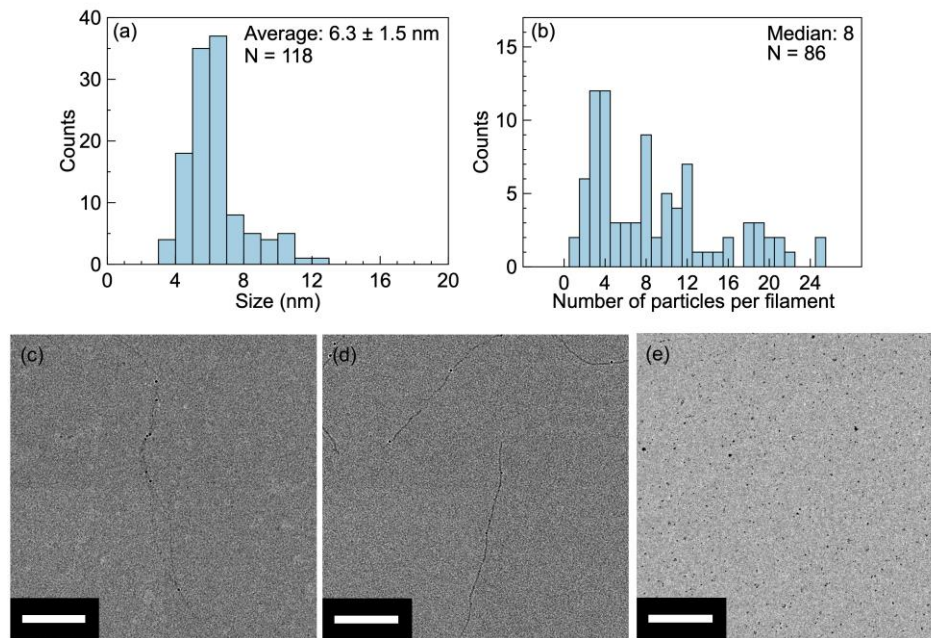 (a)
Average: 6.3 ± 1.5 nm
N = 118
40
30
20
10
0
Counts
0 4 8 12 16 20
Size (nm)
(b)
Median: 8
N = 86
15
10
5
0
Counts
0 4 8 12 16 20 24
Number of particles per filament
(c)
(d)
(e)